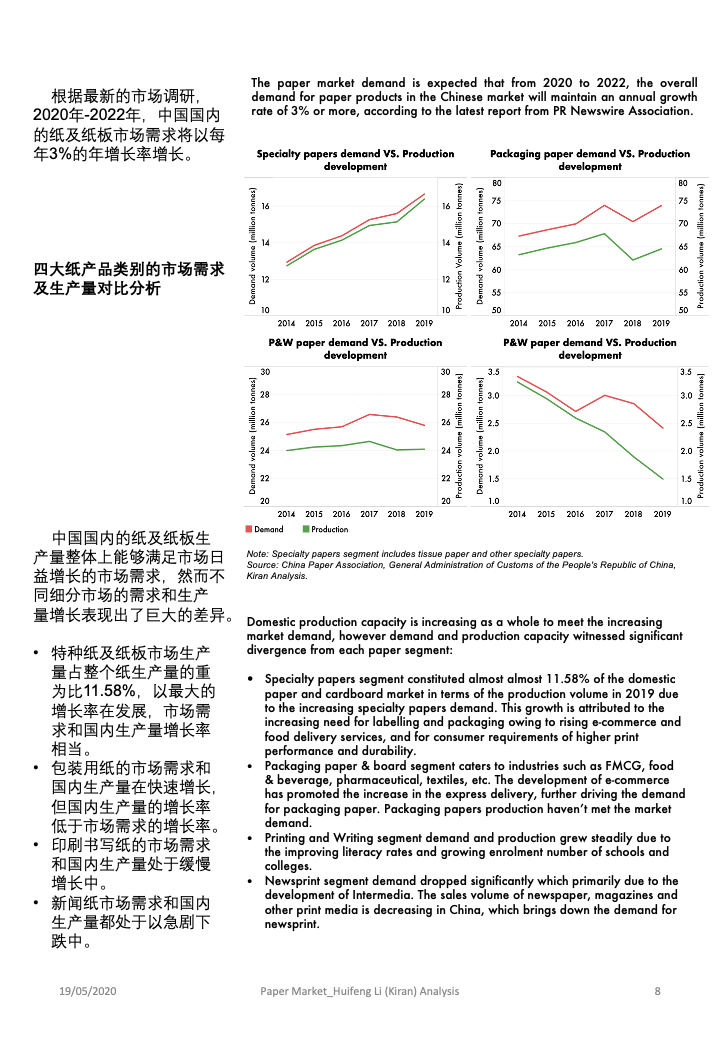 根据最新的市场调研，
2020年-2022年，中国国内
的纸及纸板市场需求将以每
年3%的年增长率增长。
The paper market demand is expected that from 2020 to 2022, the overall
demand for paper products in the Chinese market will maintain an annual growth
rate of 3% or more, according to the latest report from PR Newswire Association.
四大纸产品类别的市场需求
及生产量对比分析
Specialty papers demand VS. Production
development
Demand volume (million tonnes)
16
14
12
10
16
14
12
10
Production Volume (million tonnes)
2014 2015 2016 2017 2018 2019
Packaging paper demand VS. Production
development
Demand volume (million tonnes)
80
75
70
65
60
55
50
80
75
70
65
60
55
50
Production volume (million tonnes)
2014 2015 2016 2017 2018 2019
P&W paper demand VS. Production
development
Demand volume (million tonnes)
30
28
26
24
22
20
30
28
26
24
22
20
Production volume (million tonnes)
2014 2015 2016 2017 2018 2019
P&W paper demand VS. Production
development
Demand volume (million tonnes)
3.5
3.0
2.5
2.0
1.5
1.0
3.5
3.0
2.5
2.0
1.5
1.0
Production volume (million tonnes)
2014 2015 2016 2017 2018 2019
Demand Production
Note: Specialty papers segment includes tissue paper and other specialty papers.
Source: China Paper Association, General Administration of Customs of the People's Republic of China,
Kiran Analysis.
中国国内的纸及纸板生
产量整体上能够满足市场日
益增长的市场需求，然而不
同细分市场的需求和生产
量增长表现出了巨大的差异。
• 特种纸及纸板市场生产
量占整个纸生产量的重
为比11.58%，以最大的
增长率在发展，市场需
求和国内生产量增长率
相当。
• 包装用纸的市场需求和
国内生产量在快速增长，
但国内生产量的增长率
低于市场需求的增长率。
• 印刷书写纸的市场需求
和国内生产量处于缓慢
增长中。
• 新闻纸市场需求和国内
生产量都处于以急剧下
跌中。
Domestic production capacity is increasing as a whole to meet the increasing
market demand, however demand and production capacity witnessed significant
divergence from each paper segment:
• Specialty papers segment constituted almost almost 11.58% of the domestic
paper and cardboard market in terms of the production volume in 2019 due
to the increasing specialty papers demand. This growth is attributed to the
increasing need for labelling and packaging owing to rising e-commerce and
food delivery services, and for consumer requirements of higher print
performance and durability.
• Packaging paper & board segment caters to industries such as FMCG, food
& beverage, pharmaceutical, textiles, etc. The development of e-commerce
has promoted the increase in the express delivery, further driving the demand
for packaging paper. Packaging papers production haven't met the market
demand.
• Printing and Writing segment demand and production grew steadily due to
the improving literacy rates and growing enrolment number of schools and
colleges.
• Newsprint segment demand dropped significantly which primarily due to the
development of Intermedia. The sales volume of newspaper, magazines and
other print media is decreasing in China, which brings down the demand for
newsprint.
19/05/2020
Paper Market_Huifeng Li (Kiran) Analysis
8